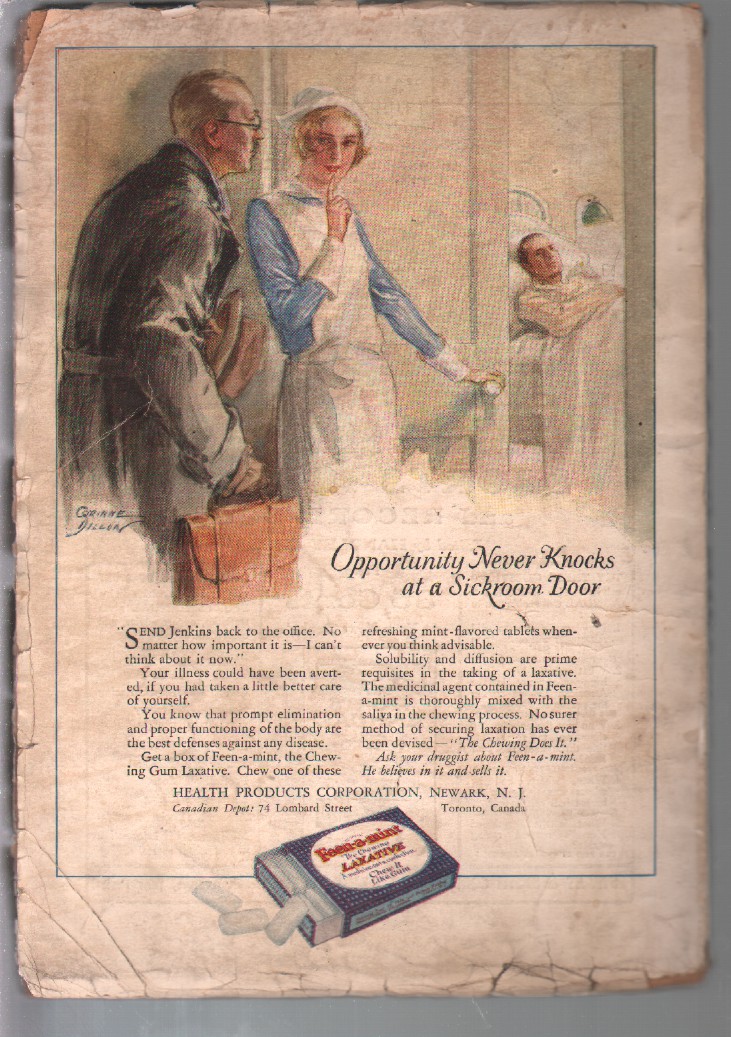 CORINNE
DILLON
Opportunity Never Knocks
at a Sickroom Door
"SEND Jenkins back to the office. No
matter how important it is—I can't
think about it now."
Your illness could have been avert-
ed, if you had taken a little better care
of yourself.
You know that prompt elimination
and proper functioning of the body are
the best defenses against any disease.
Get a box of Feen-a-mint, the Chew-
ing Gum Laxative. Chew one of these
refreshing mint-flavored tablets when-
ever you think advisable.
Solubility and diffusion are prime
requisites in the taking of a laxative.
The medicinal agent contained in Feen-
a-mint is thoroughly mixed with the
saliva in the chewing process. No surer
method of securing laxation has ever
been devised—"The Chewing Does It."
Ask your druggist about Feen-a-mint.
He believes in it and sells it.
HEALTH PRODUCTS CORPORATION, NEWARK, N. J.
Canadian Depot: 74 Lombard Street Toronto, Canada
Feen-a-mint
The Chewing
LAXATIVE
Chew It
Like Gum